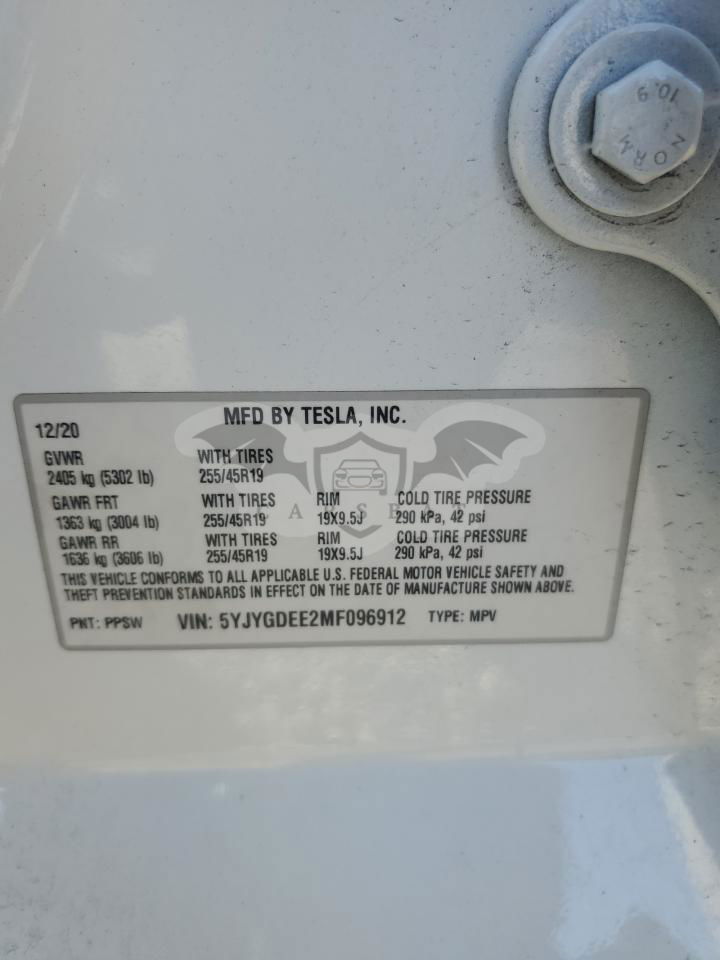 10.9
NORM
12/20
MFD BY TESLA, INC.
GVWR WITH TIRES
2405 kg (5302 lb) 255/45R19
GAWR FRT WITH TIRES RIM COLD TIRE PRESSURE
1363 kg (3004 lb) 255/45R19 19X9.5J 290 kPa, 42 psi
GAWR RR WITH TIRES RIM COLD TIRE PRESSURE
1636 kg (3606 lb) 255/45R19 19X9.5J 290 kPa, 42 psi
THIS VEHICLE CONFORMS TO ALL APPLICABLE U.S. FEDERAL MOTOR VEHICLE SAFETY AND
THEFT PREVENTION STANDARDS IN EFFECT ON THE DATE OF MANUFACTURE SHOWN ABOVE.
PNT: PPSW VIN: 5YJYGDEE2MF096912 TYPE: MPV